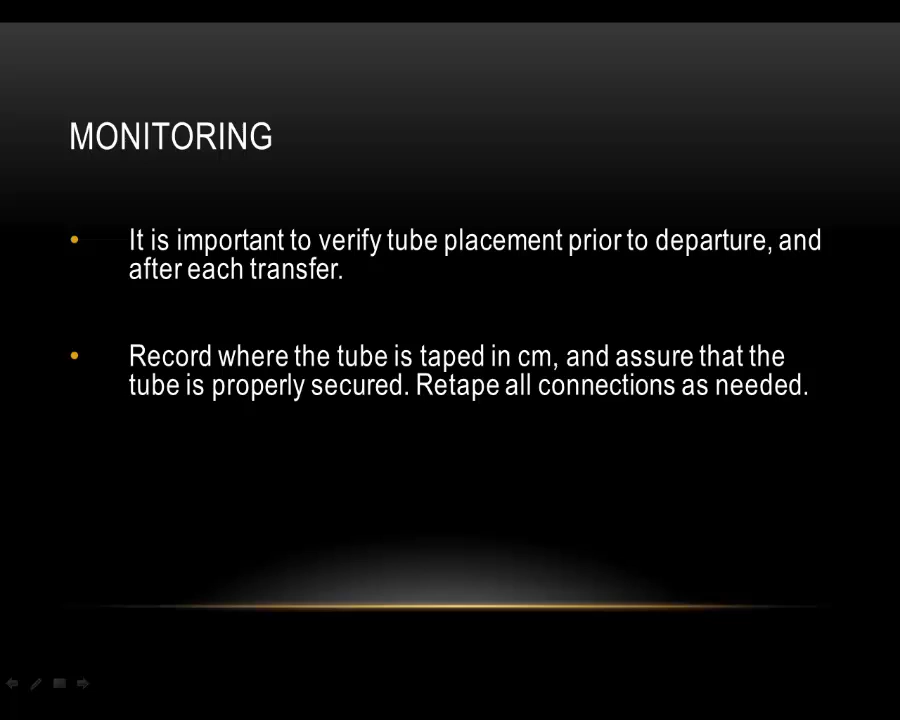 MONITORING
• It is important to verify tube placement prior to departure, and
after each transfer.
• Record where the tube is taped in cm, and assure that the
tube is properly secured. Retape all connections as needed.